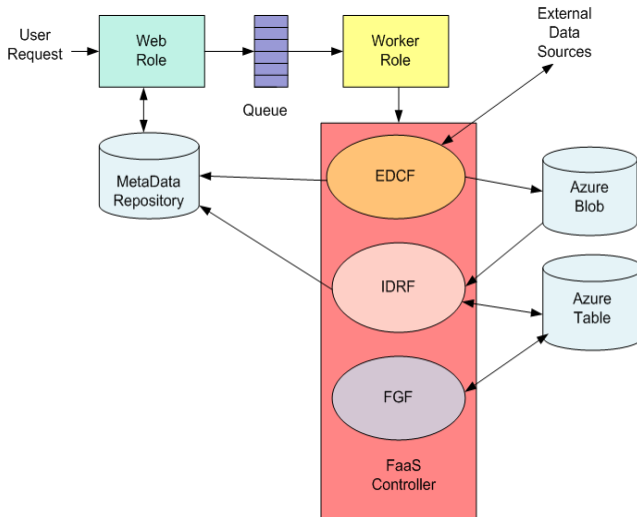 User
Request
Web
Role
Queue
Worker
Role
External
Data
Sources
MetaData
Repository
EDCF
Azure
Blob
IDRF
Azure
Table
FGF
FaaS
Controller